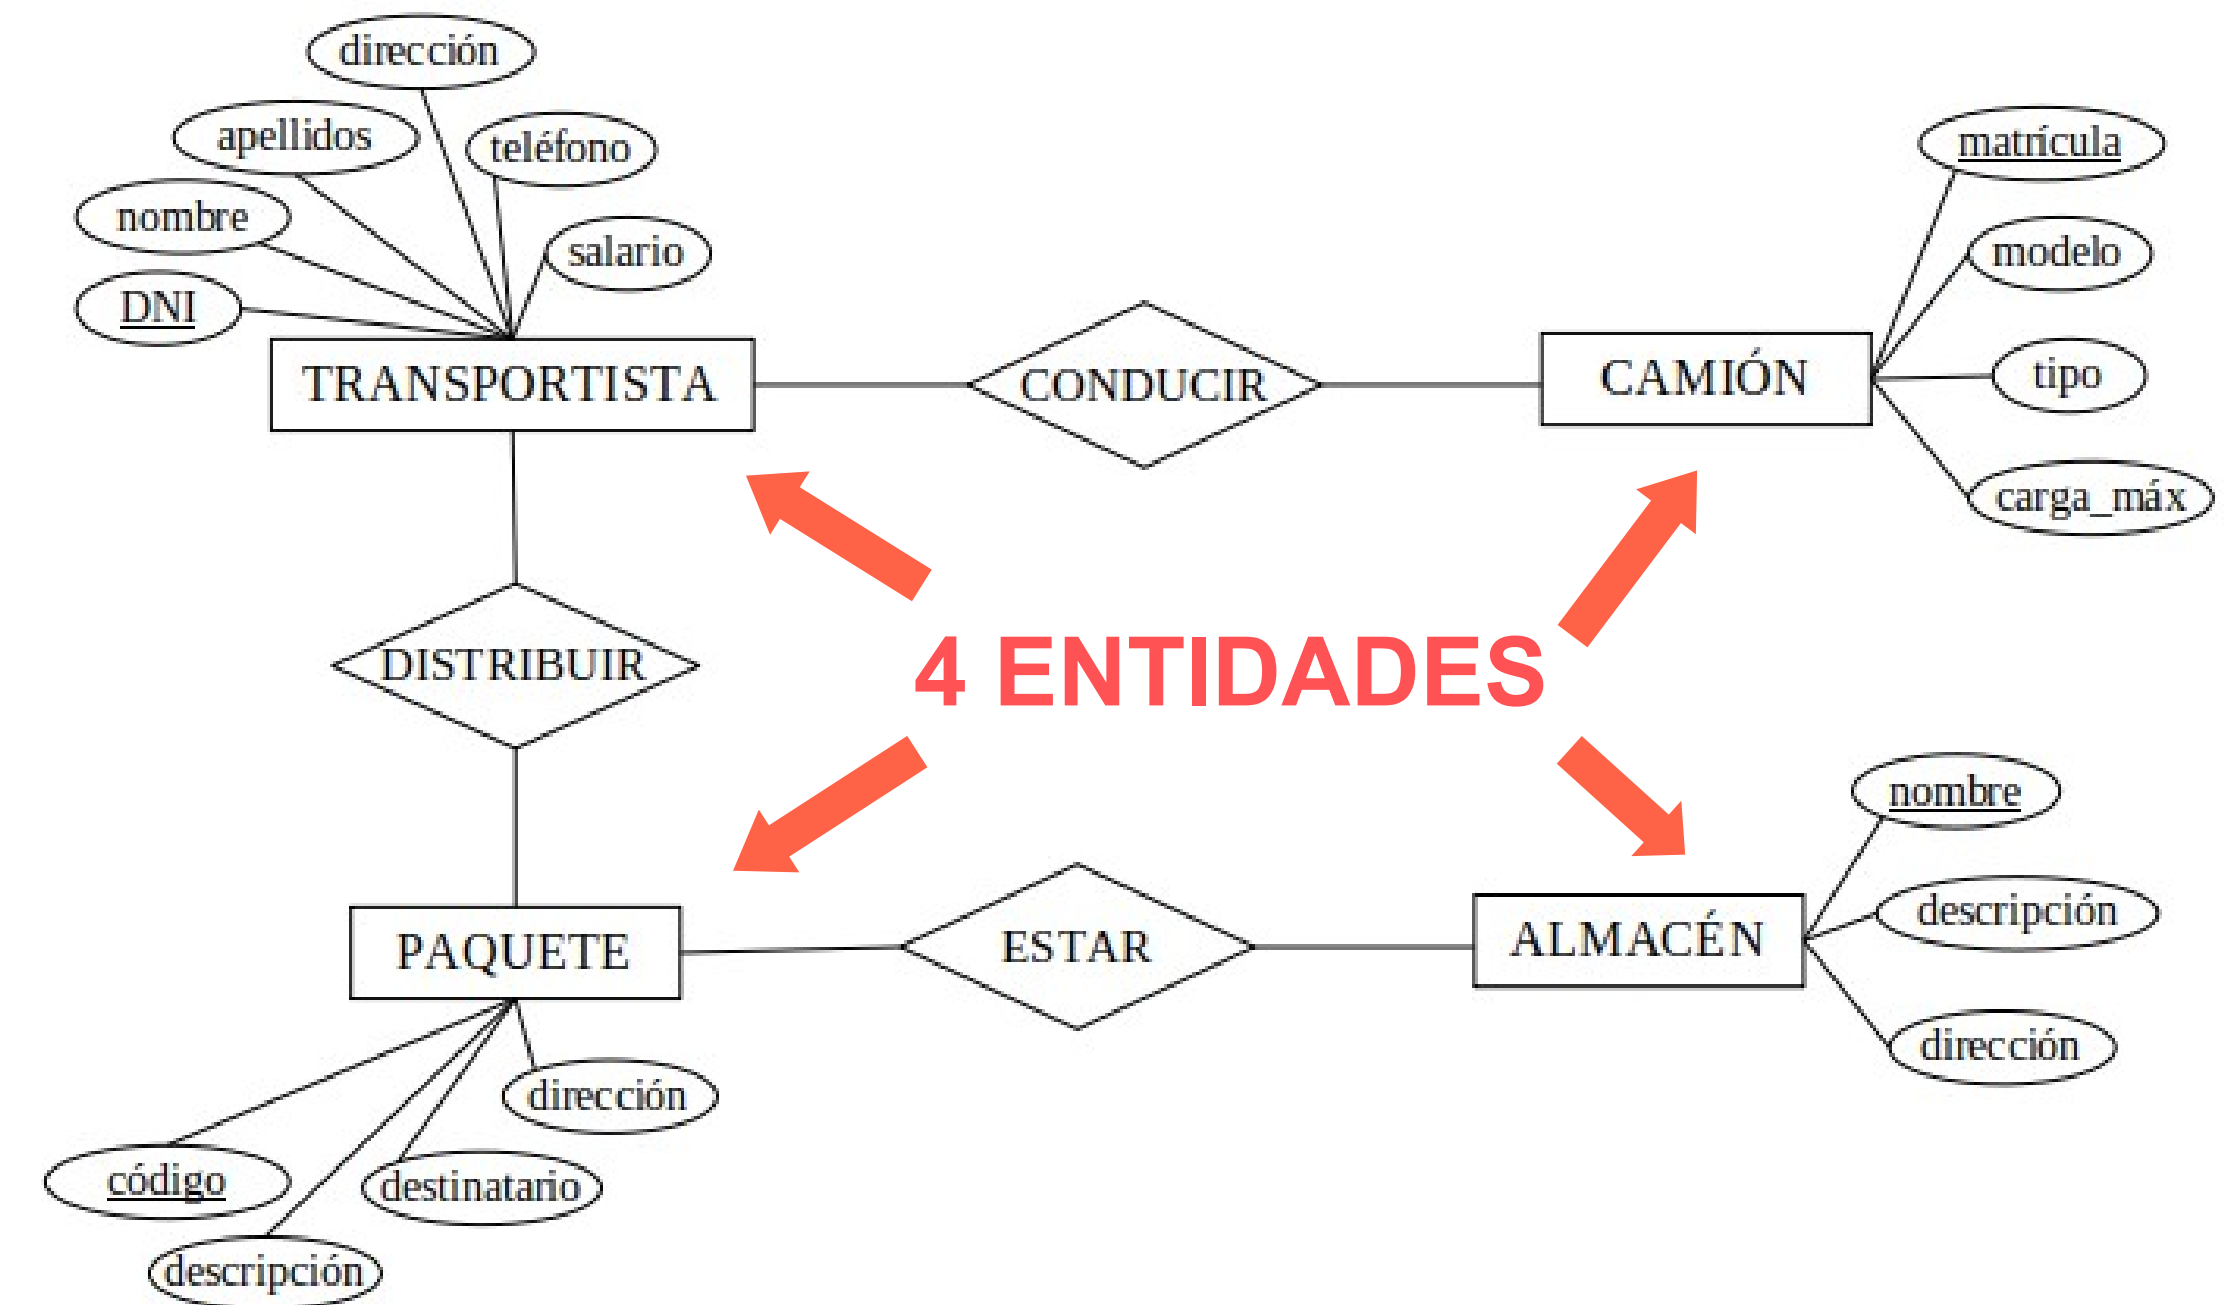 dirección
apellidos
teléfono
matrícula
nombre
salario
modelo
DNI
TRANSPORTISTA
CONDUCIR
CAMIÓN
tipo
carga_máx
DISTRIBUIR
4 ENTIDADES
nombre
descripción
PAQUETE
ESTAR
ALMACÉN
dirección
dirección
código
destinatario
descripción